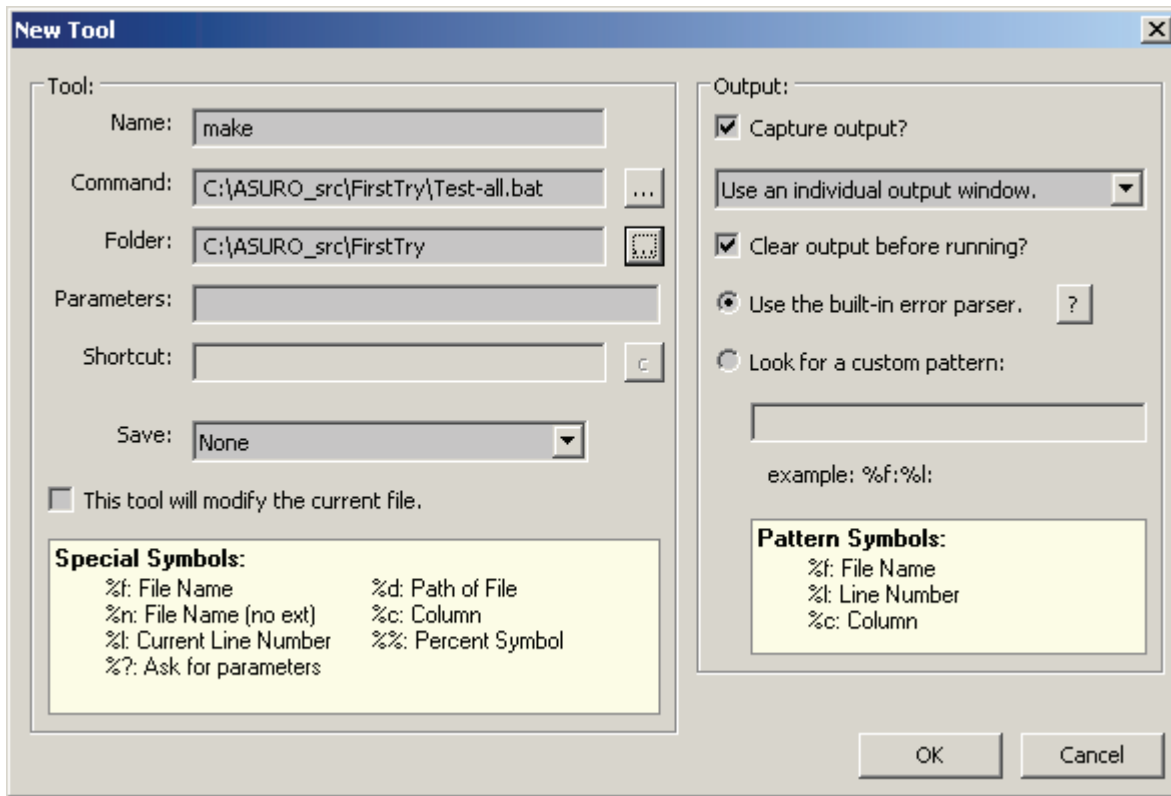 New Tool
Tool:
Name: make
Command: C:\ASURO_src\FirstTry\Test-all.bat ...
Folder: C:\ASURO_src\FirstTry ...
Parameters:
Shortcut: c
Save: None
This tool will modify the current file.
Special Symbols:
%f: File Name %d: Path of File
%n: File Name (no ext) %c: Column
%l: Current Line Number %%: Percent Symbol
%?: Ask for parameters
Output:
Capture output?
Use an individual output window.
Clear output before running?
Use the built-in error parser. ?
Look for a custom pattern:
example: %f:%l:
Pattern Symbols:
%f: File Name
%l: Line Number
%c: Column
OK Cancel